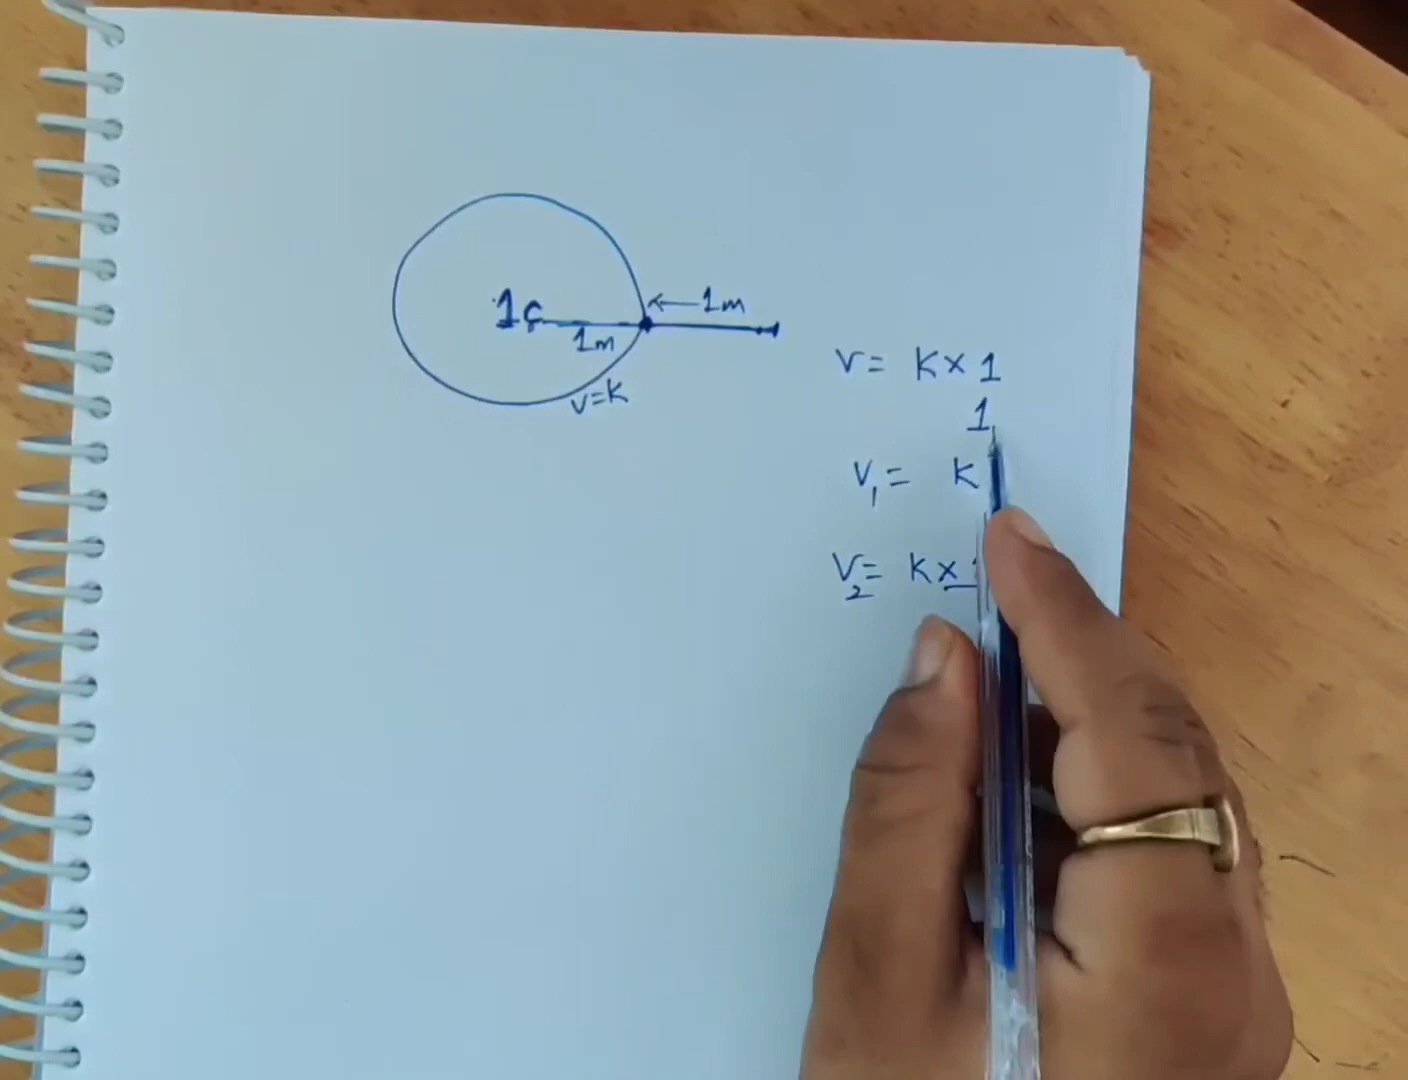 1c
1m
1m
V=K
V = K × 1
1
V₁ = K
V₂ = K ×